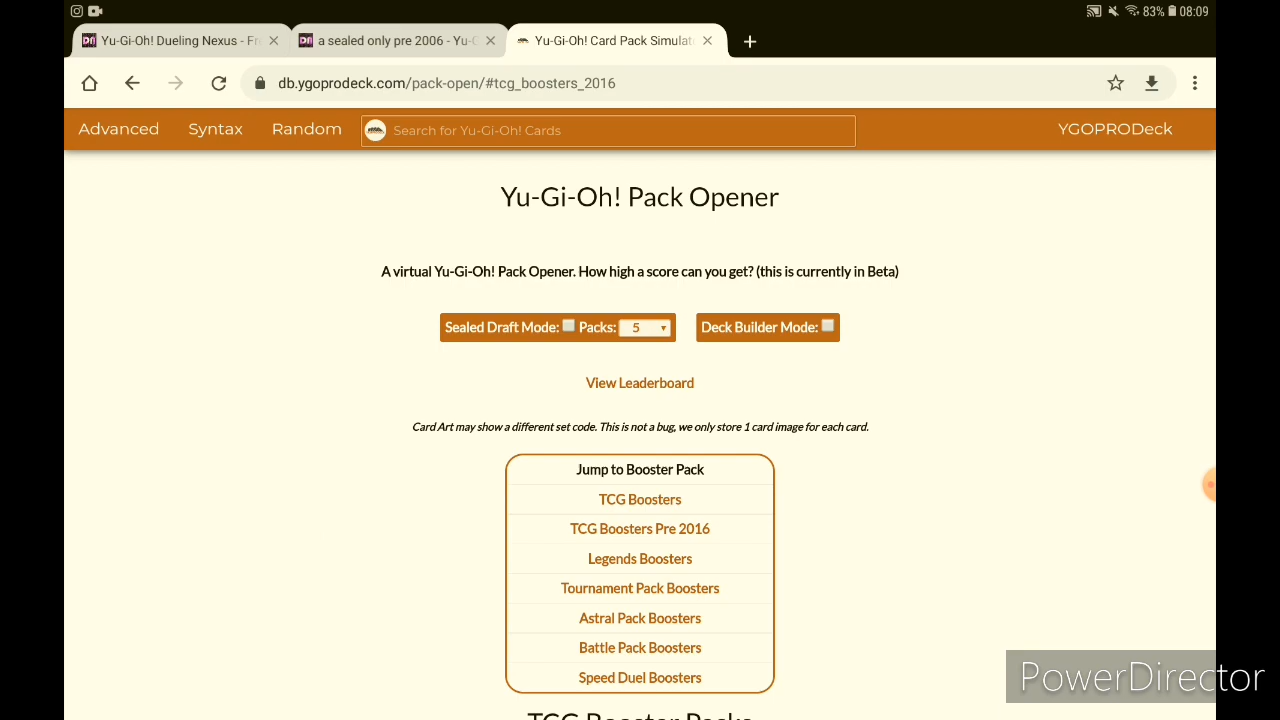 83% 08:09
Yu-Gi-Oh! Dueling Nexus - Fr
a sealed only pre 2006 - Yu-G
Yu-Gi-Oh! Card Pack Simulat
db.ygoprodeck.com/pack-open/#tcg_boosters_2016
Advanced Syntax Random Search for Yu-Gi-Oh! Cards YGOPRODeck
Yu-Gi-Oh! Pack Opener
A virtual Yu-Gi-Oh! Pack Opener. How high a score can you get? (this is currently in Beta)
Sealed Draft Mode: Packs: 5 Deck Builder Mode:
View Leaderboard
Card Art may show a different set code. This is not a bug, we only store 1 card image for each card.
Jump to Booster Pack
TCG Boosters
TCG Boosters Pre 2016
Legends Boosters
Tournament Pack Boosters
Astral Pack Boosters
Battle Pack Boosters
Speed Duel Boosters
TCG Booster Packs
PowerDirector